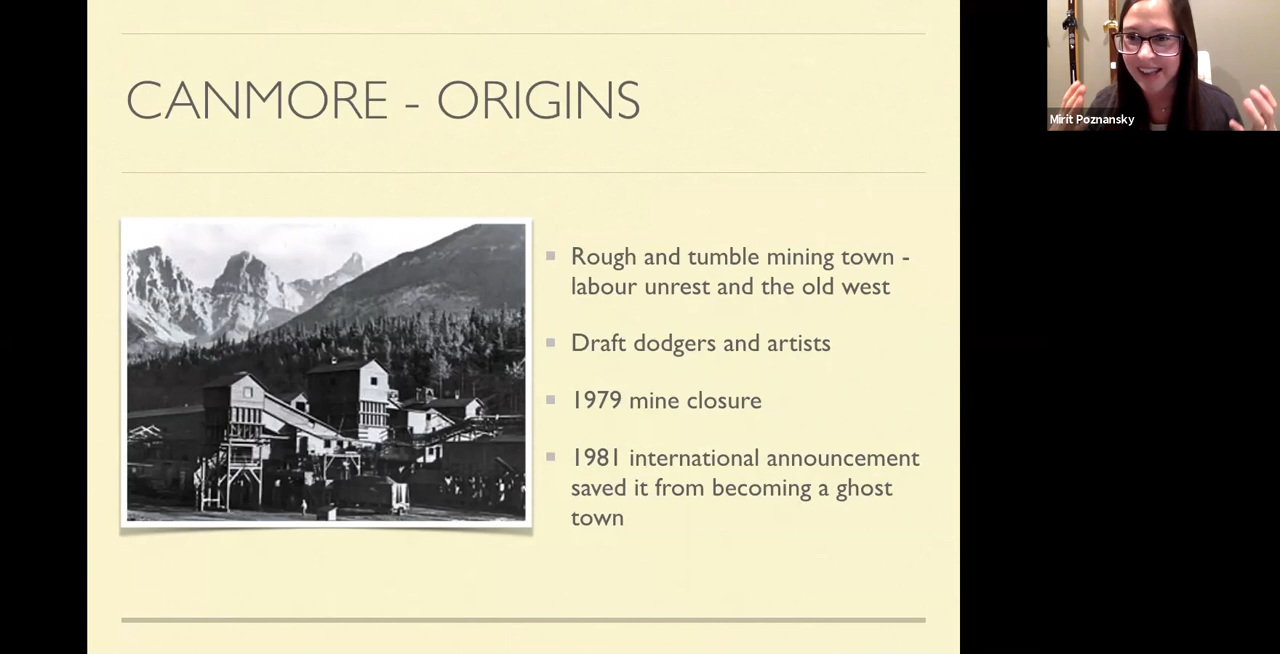 CANMORE - ORIGINS
Rough and tumble mining town -
labour unrest and the old west
Draft dodgers and artists
1979 mine closure
1981 international announcement
saved it from becoming a ghost
town
Mirit Poznansky